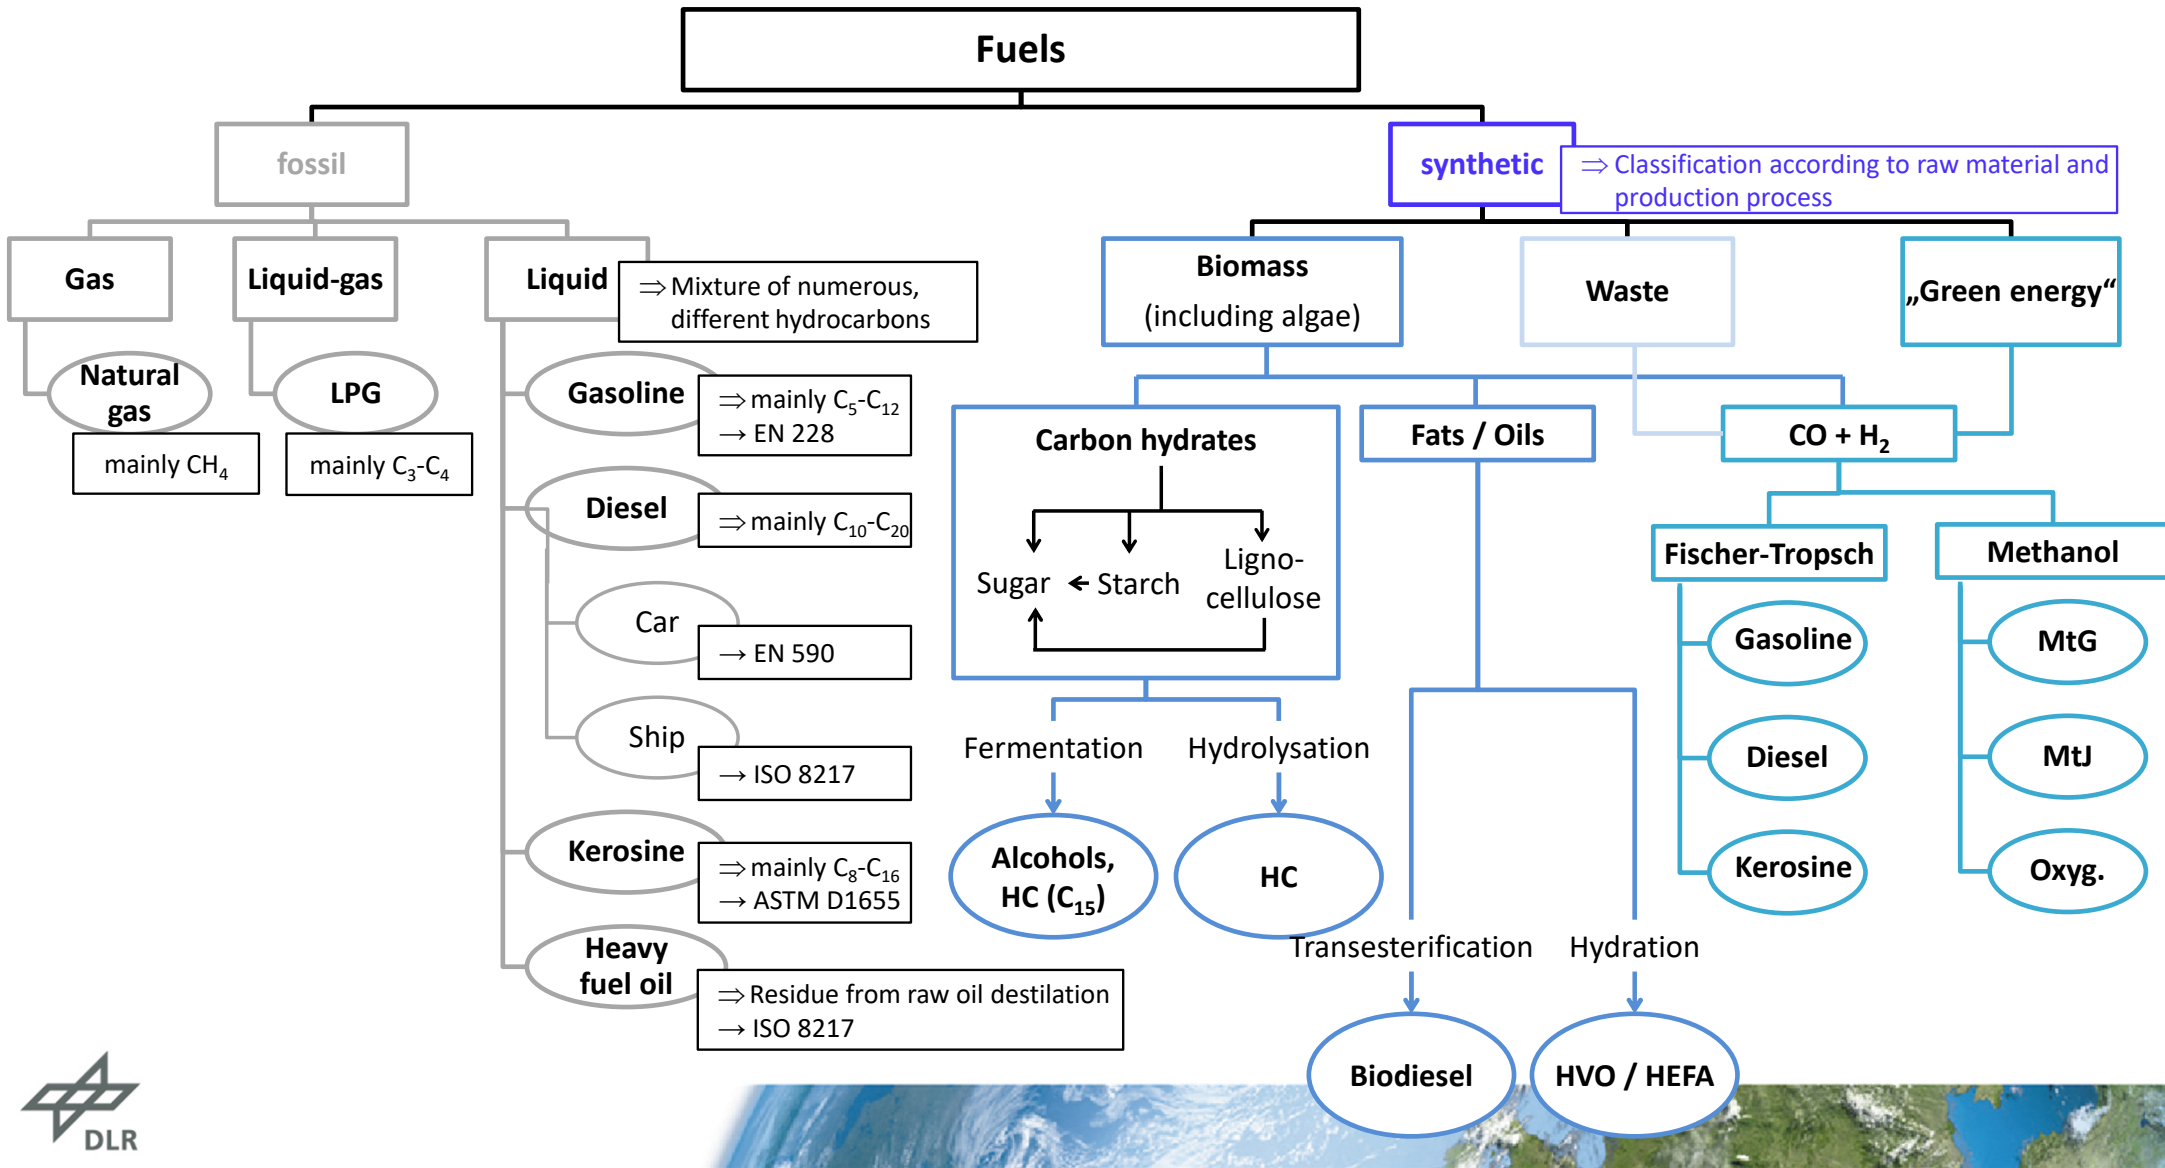 Fuels
fossil
synthetic
⇒ Classification according to raw material and
production process
Gas
Liquid-gas
Liquid
⇒ Mixture of numerous,
different hydrocarbons
Natural
gas
mainly CH₄
LPG
mainly C₃-C₄
Gasoline
⇒ mainly C₅-C₁₂
→ EN 228
Diesel
⇒ mainly C₁₀-C₂₀
Car
→ EN 590
Ship
→ ISO 8217
Kerosine
⇒ mainly C₈-C₁₆
→ ASTM D1655
Heavy
fuel oil
⇒ Residue from raw oil destilation
→ ISO 8217
Biomass
(including algae)
Waste
„Green energy“
Carbon hydrates
Sugar
Starch
Ligno-
cellulose
Fermentation
Hydrolysation
Alcohols,
HC (C₁₅)
HC
Fats / Oils
Transesterification
Hydration
Biodiesel
HVO / HEFA
CO + H₂
Fischer-Tropsch
Gasoline
Diesel
Kerosine
Methanol
MtG
MtJ
Oxyg.
DLR